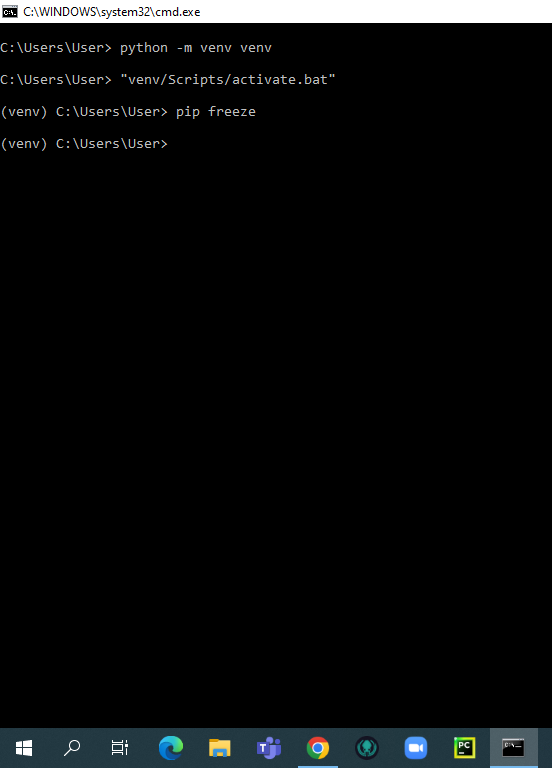 C:\WINDOWS\system32\cmd.exe
C:\Users\User> python -m venv venv
C:\Users\User> "venv/Scripts/activate.bat"
(venv) C:\Users\User> pip freeze
(venv) C:\Users\User>
PC